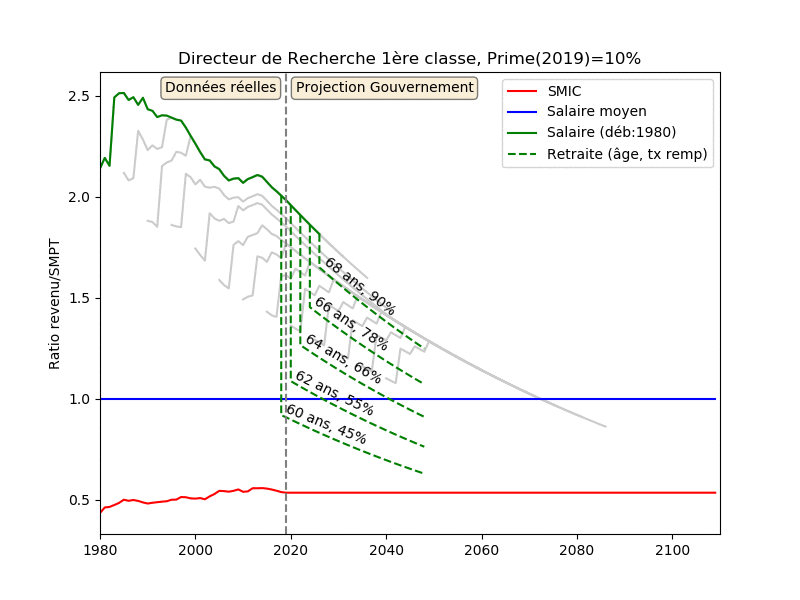 Directeur de Recherche 1ère classe, Prime(2019)=10%
Données réelles
Projection Gouvernement
SMIC
Salaire moyen
Salaire (déb:1980)
Retraite (âge, tx remp)
Ratio revenu/SMPT
2.5
2.0
1.5
1.0
0.5
68 ans, 90%
66 ans, 78%
64 ans, 66%
62 ans, 55%
60 ans, 45%
1980
2000
2020
2040
2060
2080
2100